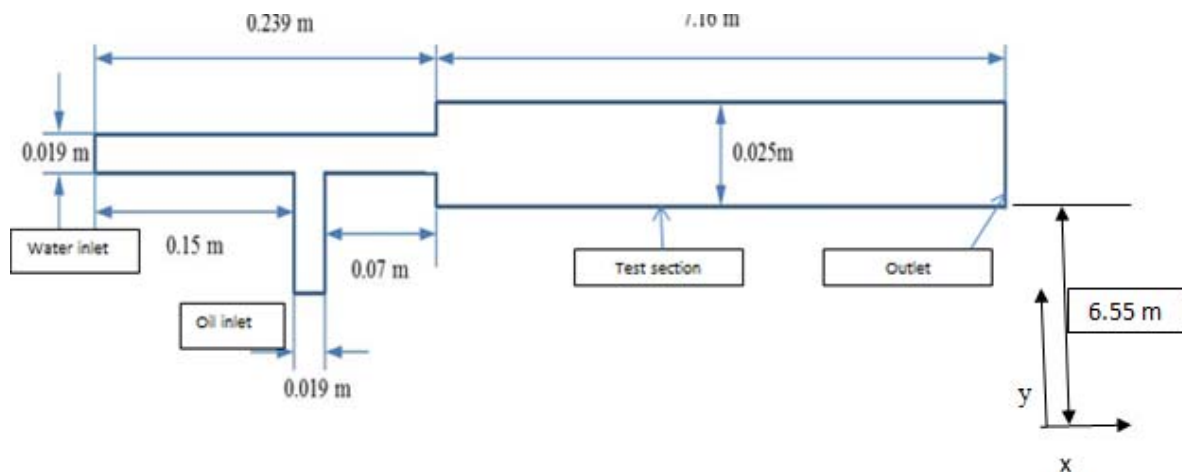 0.239 m
7.16 m
0.019 m
0.025m
Water inlet
0.15 m
0.07 m
Test section
Outlet
Oil inlet
6.55 m
0.019 m
y
x